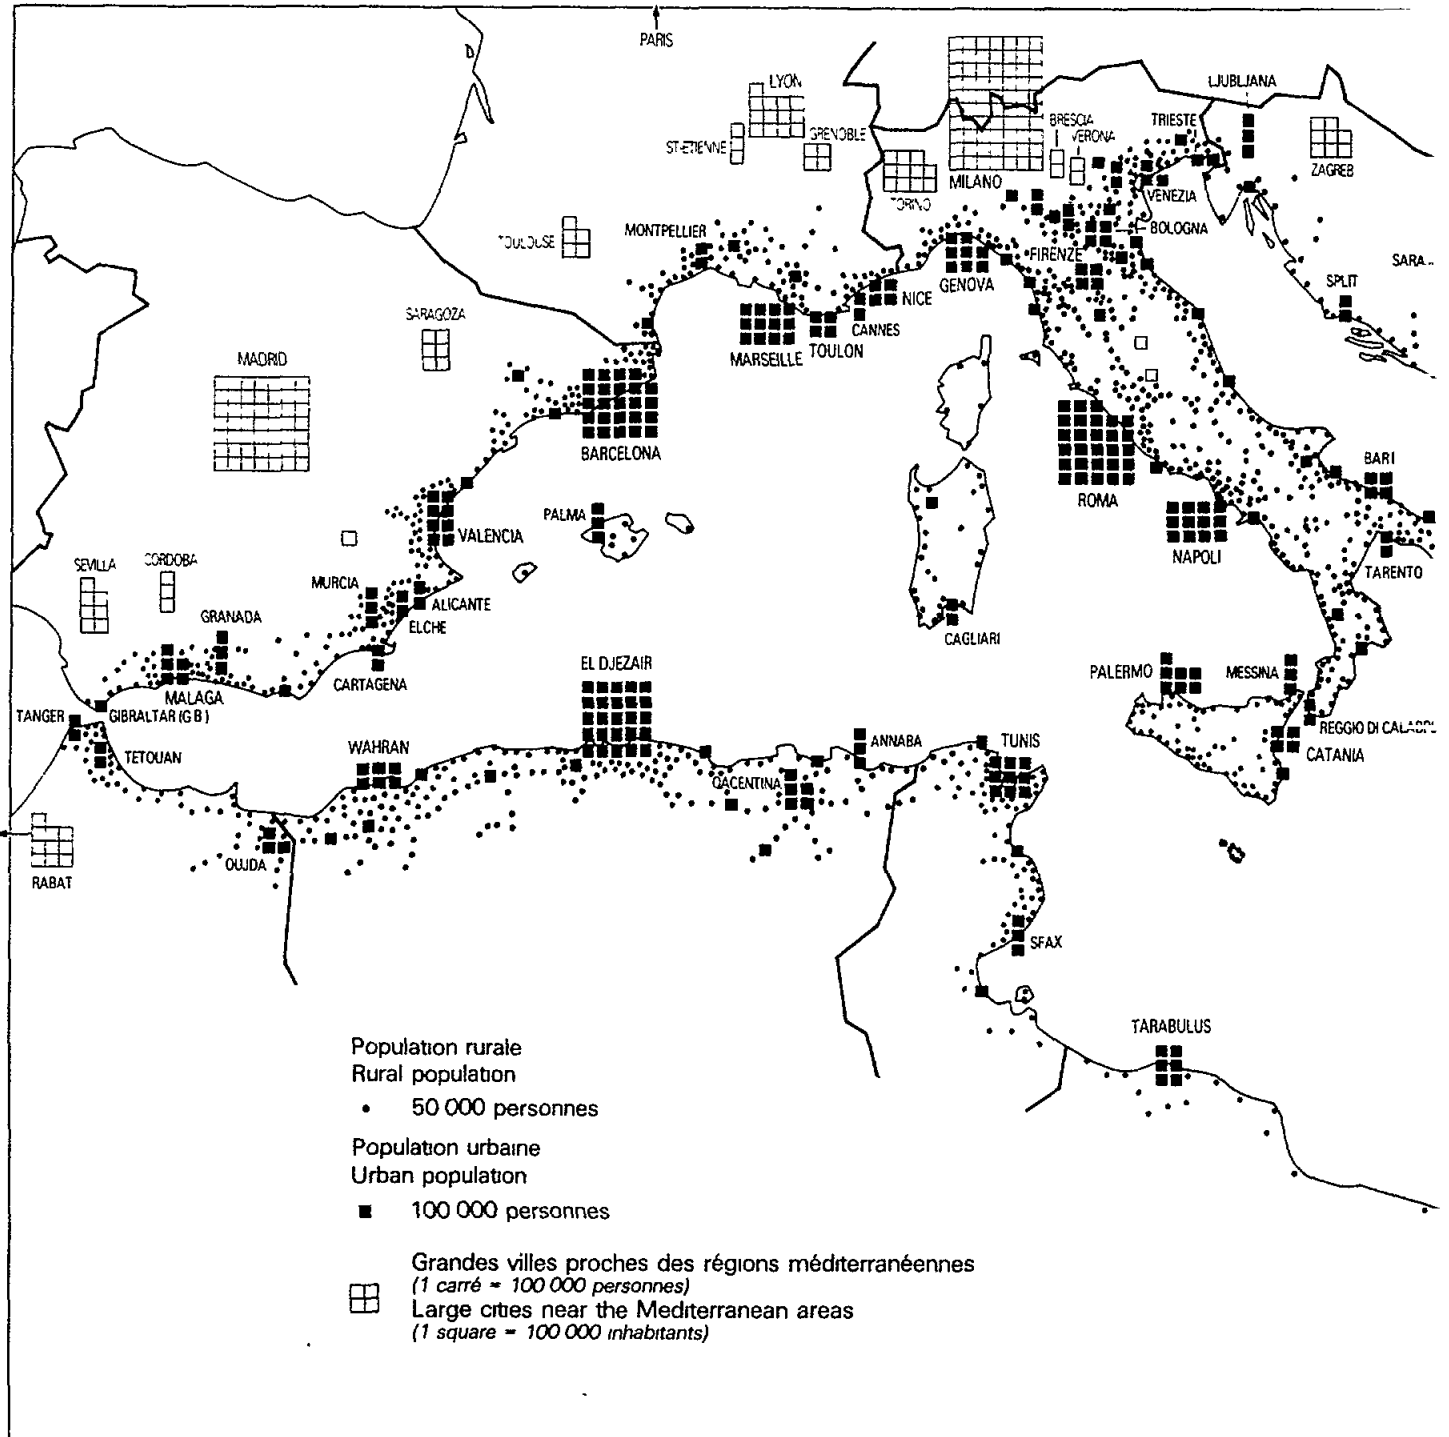 PARIS
LYON
LJUBLJANA
ST-ETIENNE
GRENOBLE
BRESCIA
VERONA
TRIESTE
ZAGREB
MILANO
TORINO
VENEZIA
TOULOUSE
MONTPELLIER
BOLOGNA
FIRENZE
SARA
SPLIT
GENOVA
NICE
CANNES
SARAGOZA
MARSEILLE
TOULON
MADRID
BARCELONA
BARI
ROMA
PALMA
VALENCIA
NAPOLI
TARENTO
SEVILLA
CORDOBA
MURCIA
ALICANTE
GRANADA
ELCHE
CAGLIARI
EL DJEZAIR
PALERMO
MESSINA
CARTAGENA
MALAGA
TANGER
GIBRALTAR (G B)
REGGIO DI
TETOUAN
WAHRAN
ANNABA
TUNIS
CATANIA
QACENTINA
OUJDA
RABAT
SFAX
TARABULUS
Population rurale
Rural population
50 000 personnes
Population urbaine
Urban population
100 000 personnes
Grandes villes proches des régions méditerranéennes
(1 carré = 100 000 personnes)
Large cities near the Mediterranean areas
(1 square = 100 000 inhabitants)